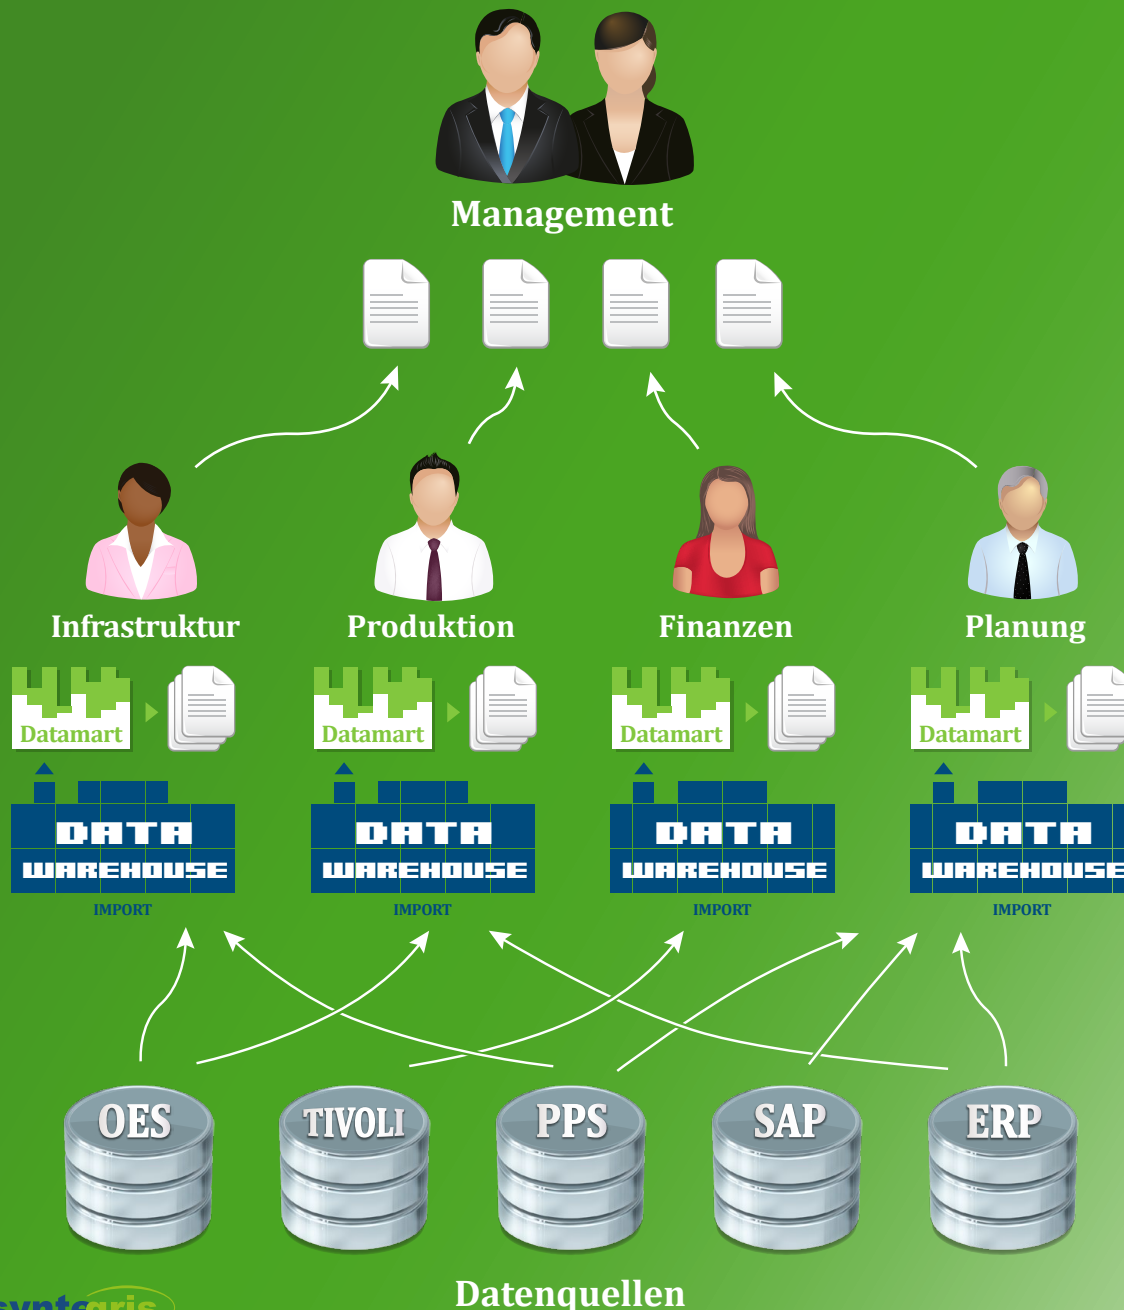 Management
Infrastruktur
Produktion
Finanzen
Planung
Datamart
Datamart
Datamart
Datamart
DATA
WAREHOUSE
DATA
WAREHOUSE
DATA
WAREHOUSE
DATA
WAREHOUSE
IMPORT
IMPORT
IMPORT
IMPORT
OES
TIVOLI
PPS
SAP
ERP
Datenquellen
syntegris